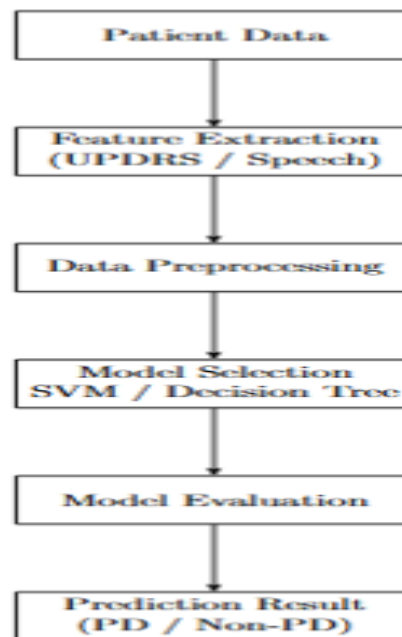 Patient Data
Feature Extraction
(UPDRS / Speech)
Data Preprocessing
Model Selection
SVM / Decision Tree
Model Evaluation
Prediction Result
(PD / Non-PD)